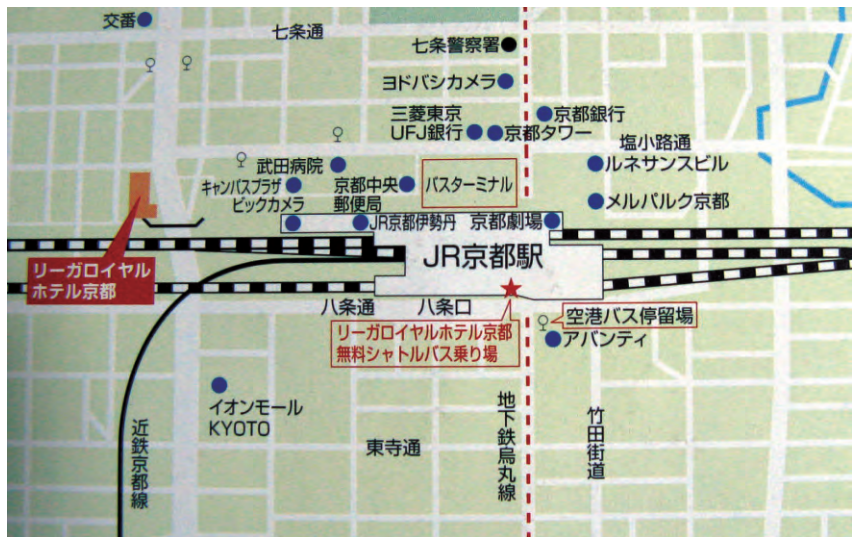 交番
七条通
七条警察署
ヨドバシカメラ
三菱東京
UFJ銀行
京都銀行
京都タワー
塩小路通
ルネサンスビル
武田病院
キャンパスプラザ
ビックカメラ
京都中央
郵便局
バスターミナル
メルパルク京都
JR京都伊勢丹
京都劇場
リーガロイヤル
ホテル京都
JR京都駅
八条通
八条口
リーガロイヤルホテル京都
無料シャトルバス乗り場
空港バス停留場
アバンティ
イオンモール
KYOTO
近鉄京都線
東寺通
地下鉄烏丸線
竹田街道